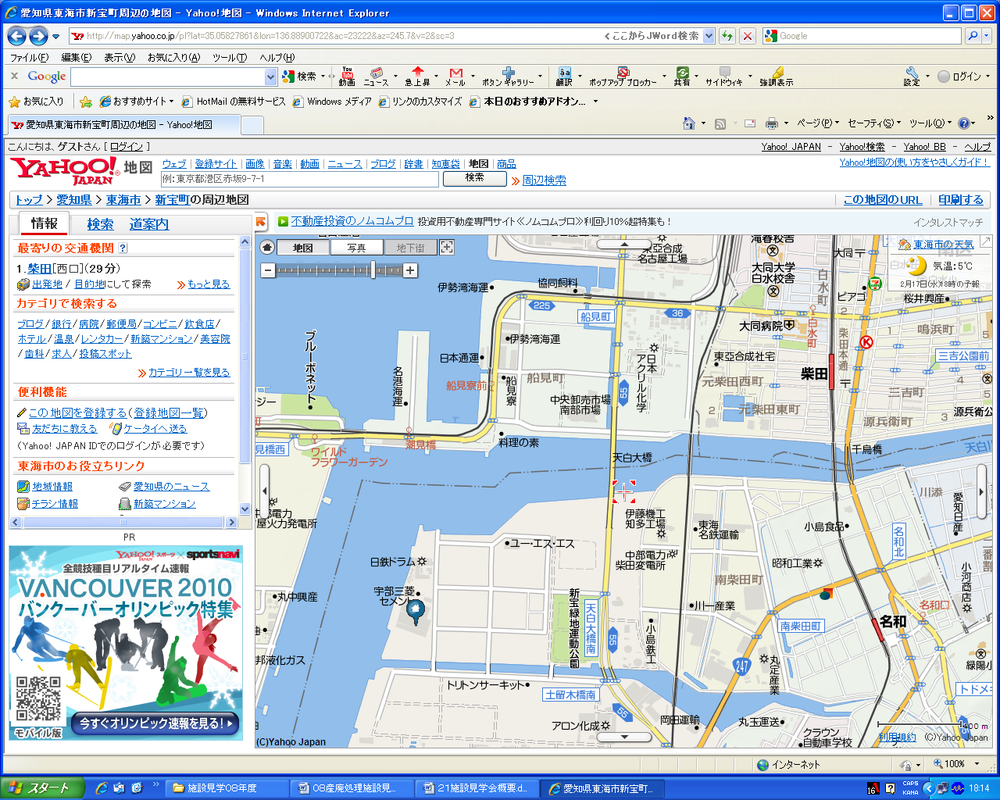 愛知県東海市新宝町周辺の地図 - Yahoo!地図 - Windows Internet Explorer
http://map.yahoo.co.jp/pl?lat=35.05827861&lon=136.88900722&ac=23222&az=245.7&v=2&sc=3
ここからJWord検索
Google
ファイル(F) 編集(E) 表示(V) お気に入り(A) ツール(T) ヘルプ(H)
Google 検索 動画 ニュース 急上昇 メール ボタン ギャラリー 翻訳 ポップアップブロッカー 共有 サイドウィキ 強調表示 設定 ログイン
お気に入り おすすめサイト HotMail の無料サービス Windows メディア リンクのカスタマイズ 本日のおすすめアドオン...
愛知県東海市新宝町周辺の地図 - Yahoo!地図
ページ(P) セーフティ(S) ツール(O)
こんにちは、ゲストさん [ ログイン ]
Yahoo! JAPAN - Yahoo!検索 - Yahoo! BB - ヘルプ
YAHOO! JAPAN 地図
ウェブ | 登録サイト | 画像 | 音楽 | 動画 | ニュース | ブログ | 辞書 | 知恵袋 | 地図 | 商品
Yahoo!地図の使い方をやさしくガイド!
例:東京都港区赤坂9-7-1
検索
周辺検索
トップ > 愛知県 > 東海市 > 新宝町の周辺地図
この地図のURL
印刷する
情報 検索 道案内
不動産投資のノムコムプロ 投資用不動産専門サイト≪ノムコムプロ≫利回り10%超特集も!
インタレストマッチ
最寄りの交通機関 ?
1.柴田[西口](29分)
出発地 / 目的地にして探索
もっと見る
カテゴリで検索する
ブログ/銀行/病院/郵便局/コンビニ/飲食店/
ホテル/温泉/レンタカー/新築マンション/美容院
/歯科/求人/投稿スポット
カテゴリー一覧を見る
便利機能
この地図を登録する(登録地図一覧)
友だちに教える ケータイへ送る
(Yahoo! JAPAN IDでのログインが必要です)
東海市のお役立ちリンク
地域情報 愛知県のニュース
チラシ情報 新築マンション
PR
YAHOO! JAPAN スポーツ × sportsnavi
全競技種目リアルタイム速報
VANCOUVER 2010
バンクーバーオリンピック特集
モバイル版
今すぐオリンピック速報を見る!
地図 写真 地下街
東亞合成
名古屋工場
滝春校舎
大同大学
白水校舎
大同
東海市の天気
気温:5℃
2月17日(水)18時の予報
伊勢湾海運
協同飼料
225
船見町
36
白水町
ピアゴ
桜井興産
大同病院
白水町
鳴浜町
柴田本通
三吉公園前
伊勢湾海運
日本通運
船見寮前
船見寮
船見町
日本アクリル化学
東亞合成社宅
柴田
元柴田西町
三吉町
ブルーボネット
名港海運
55
中央卸売市場
南部市場
2
元柴田東町
3
源兵衛町
源兵衛公
ワイルド
フラワーガーデン
潮見橋
料理の素
見橋西
天白大橋
千鳥橋
天白川
川添
愛知日産
伊藤機工
知多工場
東海
名鉄運輸
小島食品
名和北
屋火力発電所
ユー・エス・エス
日鉄ドラム
中部電力
柴田変電所
昭和工業
南柴田町
小河商店
丸中興産
宇部三菱
セメント
新宝緑地運動公園
天白大橋南
55
川一産業
小島鉄工
南柴田町
名和
名和口
邦液化ガス
247
丸定産業
緑陽小
トリトンサーキット
土留木橋南
トドメ
アロン化成
55
岡田運輸
丸玉運送
クラウン
自動車学校
400 m
利用規約 (C)Yahoo Japan
(C)Yahoo Japan
インターネット
100%
スタート
施設見学08年度
08産廃処理施設見...
21施設見学会概要.d...
愛知県東海市新宝町...
CAPS
KANA
18:14